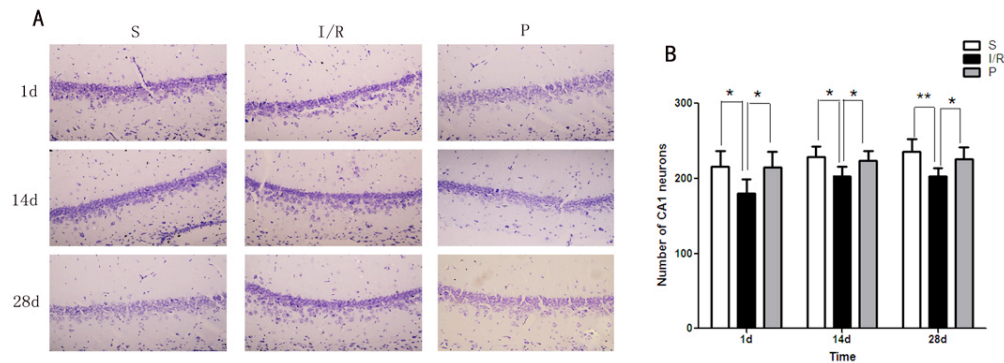 A
S I/R P
1d
14d
28d
B
S
I/R
P
* * * * ** *
300
200
100
0
Number of CA1 neurons
1d 14d 28d
Time